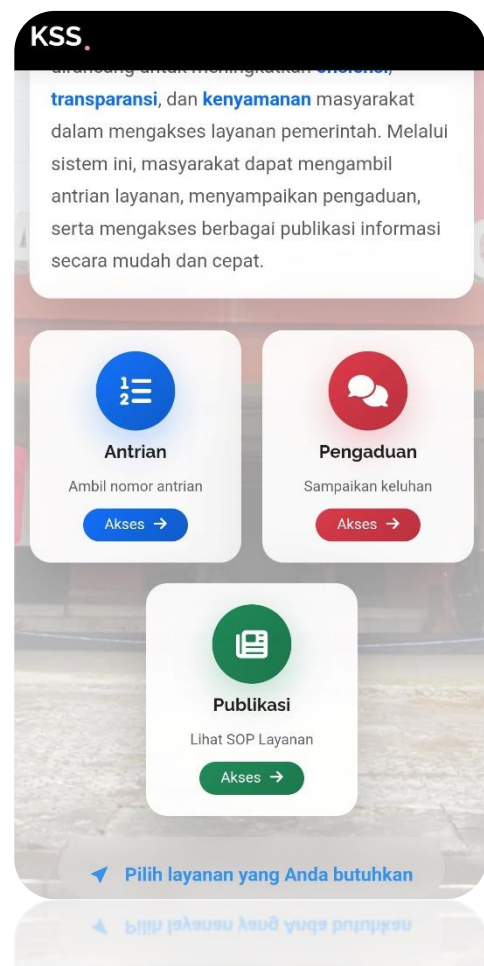 KSS.
transparansi, dan kenyamanan masyarakat
dalam mengakses layanan pemerintah. Melalui
sistem ini, masyarakat dapat mengambil
antrian layanan, menyampaikan pengaduan,
serta mengakses berbagai publikasi informasi
secara mudah dan cepat.
1
2
Antrian
Ambil nomor antrian
Akses →
Pengaduan
Sampaikan keluhan
Akses →
Publikasi
Lihat SOP Layanan
Akses →
Pilih layanan yang Anda butuhkan